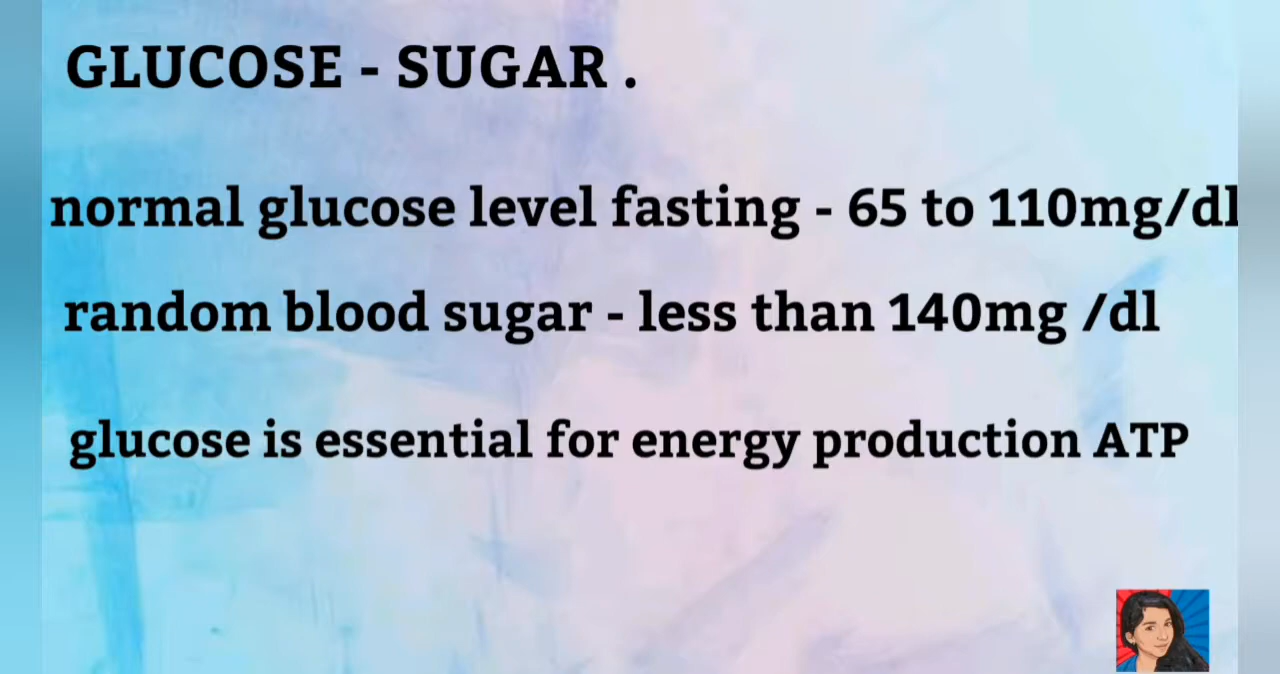 GLUCOSE - SUGAR .
normal glucose level fasting - 65 to 110mg/dl
random blood sugar - less than 140mg /dl
glucose is essential for energy production ATP